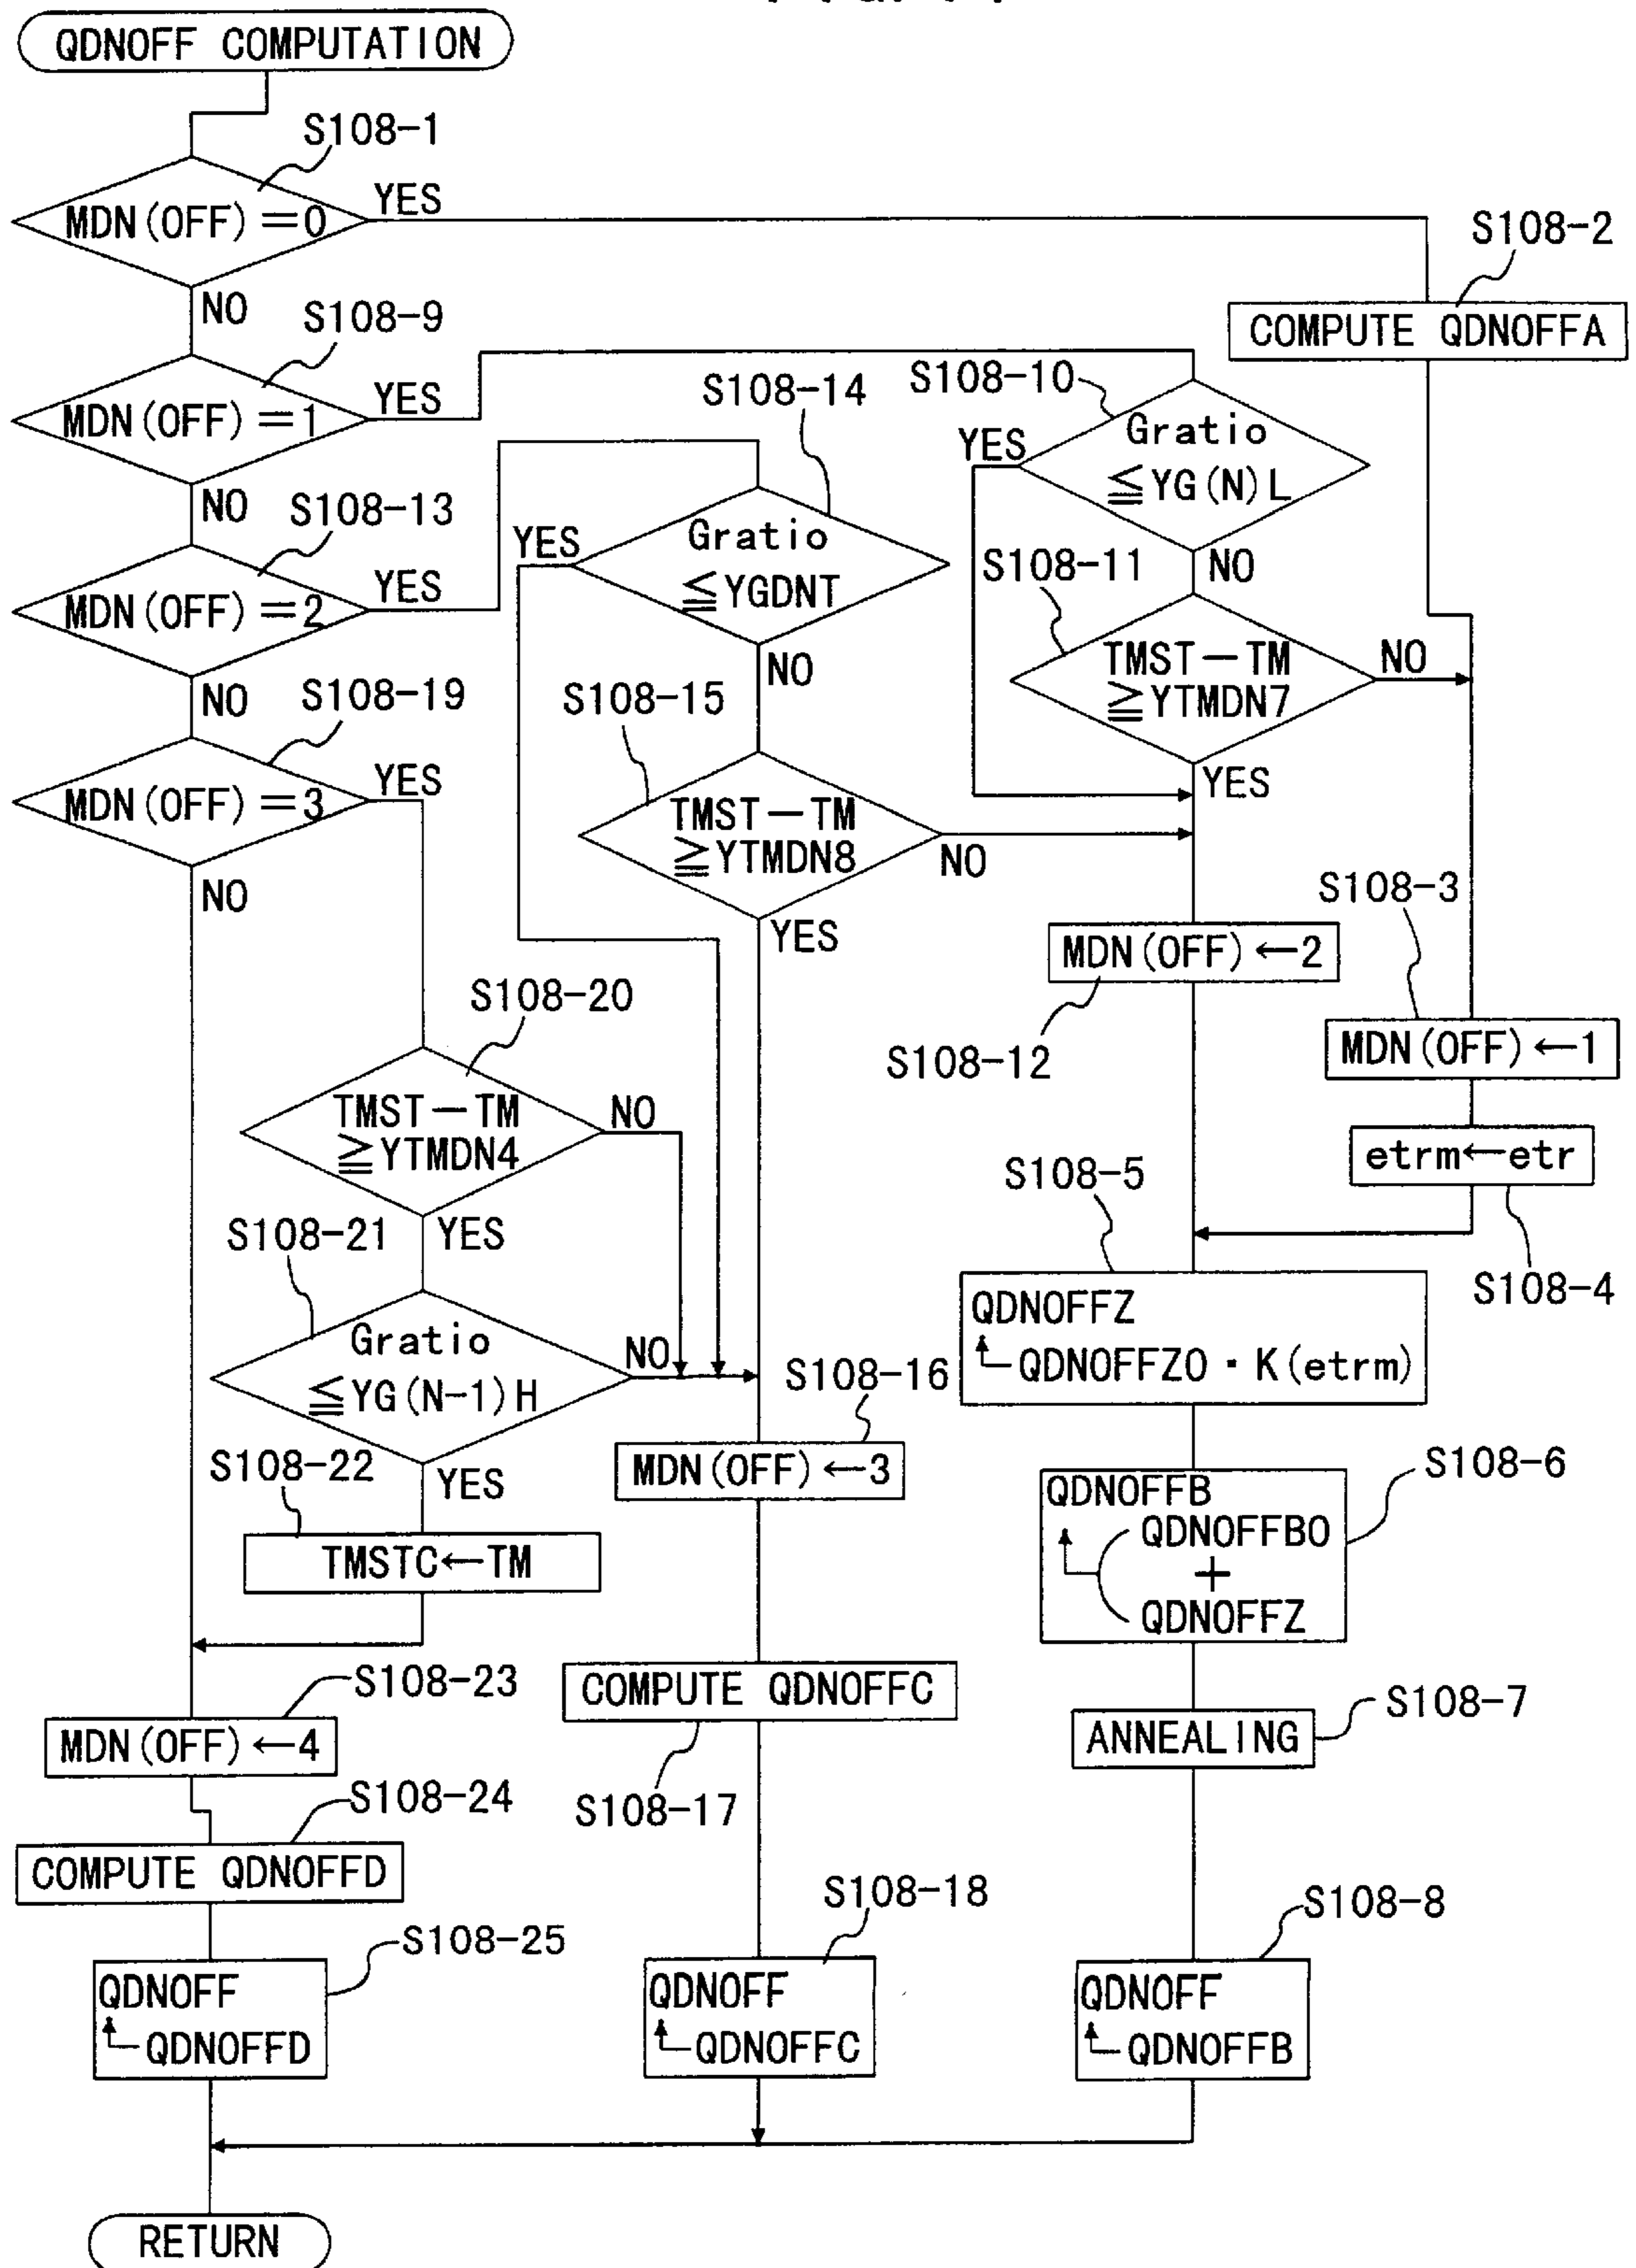 QDNOFF COMPUTATION
S108-1
MDN(OFF)=0
YES
NO
S108-2
COMPUTE QDNOFFA
S108-9
MDN(OFF)=1
YES
NO
S108-10
Gratio
≦YG(N)L
YES
NO
S108-11
TMST-TM
≧YTMDN7
NO
YES
S108-13
MDN(OFF)=2
YES
NO
S108-14
Gratio
≦YGDNT
YES
NO
S108-15
TMST-TM
≧YTMDN8
NO
YES
S108-12
MDN(OFF)←2
S108-3
MDN(OFF)←1
etrm←etr
S108-4
S108-19
MDN(OFF)=3
YES
NO
S108-20
TMST-TM
≧YTMDN4
NO
YES
S108-21
Gratio
≦YG(N-1)H
NO
YES
S108-22
TMSTC←TM
S108-23
MDN(OFF)←4
S108-24
COMPUTE QDNOFFD
S108-25
QDNOFF
QDNOFFD
S108-16
MDN(OFF)←3
COMPUTE QDNOFFC
S108-17
S108-18
QDNOFF
QDNOFFC
S108-5
QDNOFFZ
QDNOFFZ0・K(etrm)
S108-6
QDNOFFB
QDNOFFB0
+
QDNOFFZ
S108-7
ANNEALING
S108-8
QDNOFF
QDNOFFB
RETURN